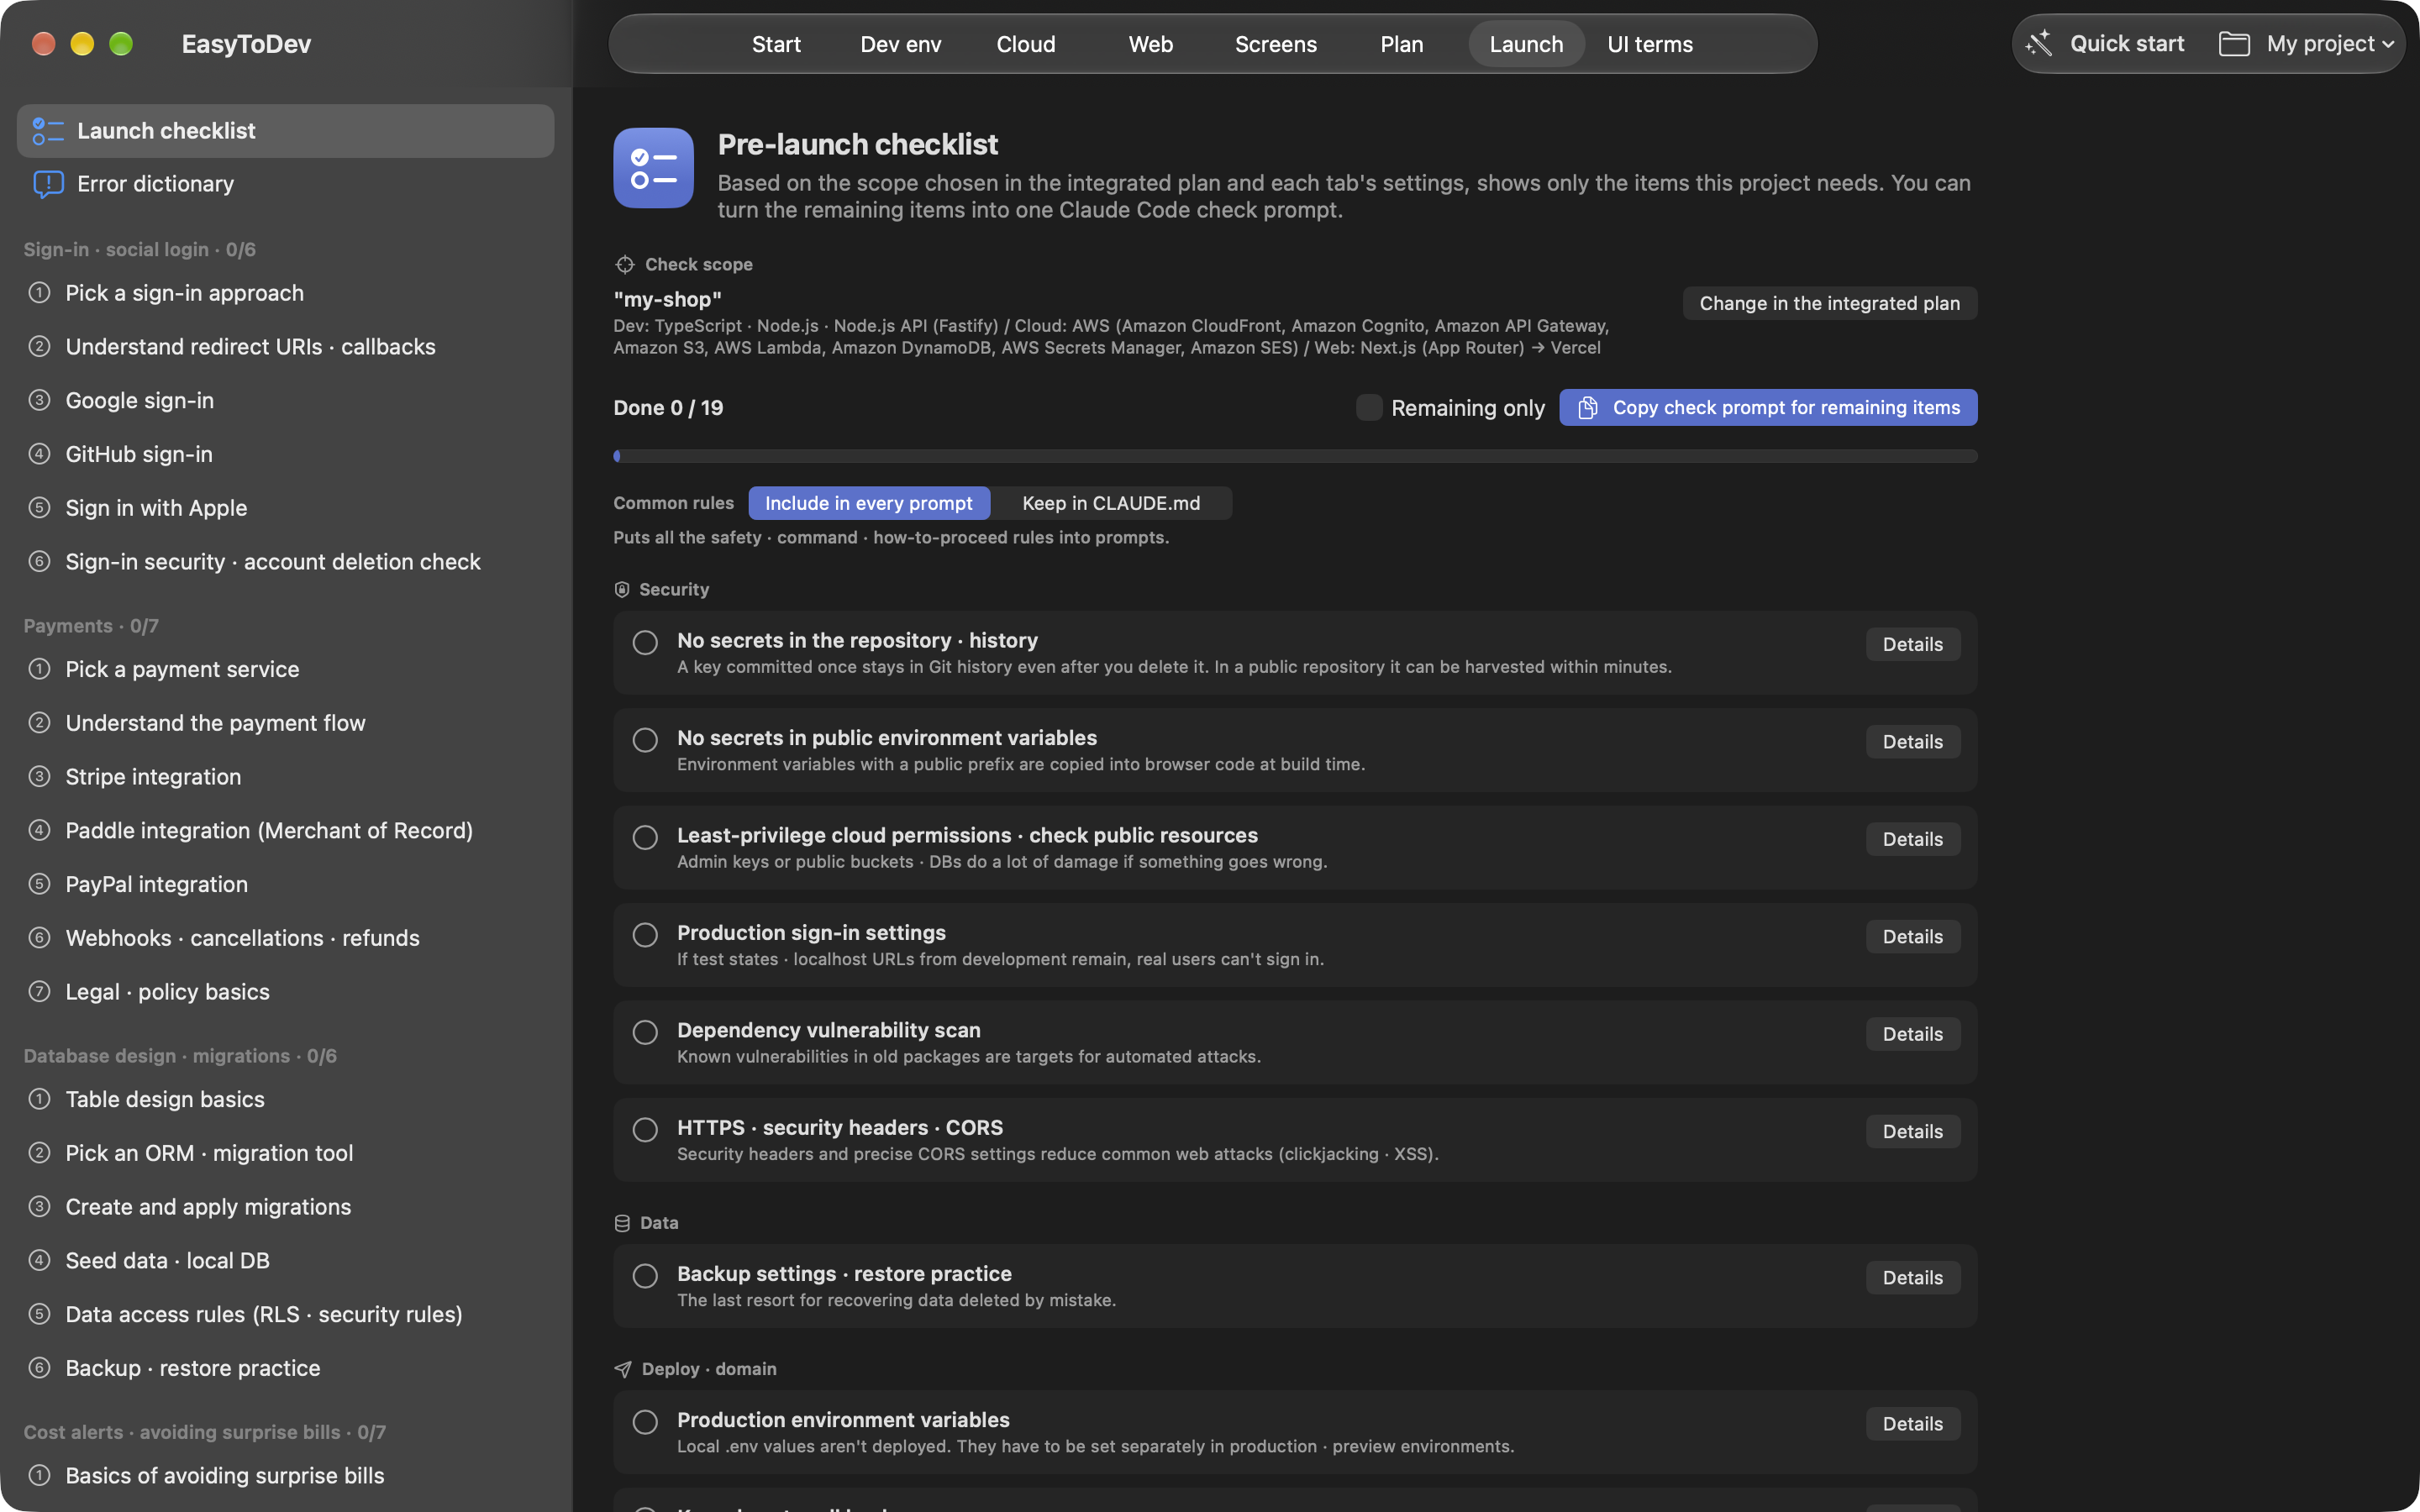 EasyToDev
Start
Dev env
Cloud
Web
Screens
Plan
Launch
UI terms
Quick start
My project
Launch checklist
Error dictionary
Sign-in · social login · 0/6
1 Pick a sign-in approach
2 Understand redirect URIs · callbacks
3 Google sign-in
4 GitHub sign-in
5 Sign in with Apple
6 Sign-in security · account deletion check
Payments · 0/7
1 Pick a payment service
2 Understand the payment flow
3 Stripe integration
4 Paddle integration (Merchant of Record)
5 PayPal integration
6 Webhooks · cancellations · refunds
7 Legal · policy basics
Database design · migrations · 0/6
1 Table design basics
2 Pick an ORM · migration tool
3 Create and apply migrations
4 Seed data · local DB
5 Data access rules (RLS · security rules)
6 Backup · restore practice
Cost alerts · avoiding surprise bills · 0/7
1 Basics of avoiding surprise bills
Pre-launch checklist
Based on the scope chosen in the integrated plan and each tab's settings, shows only the items this project needs. You can
turn the remaining items into one Claude Code check prompt.
Check scope
"my-shop"
Change in the integrated plan
Dev: TypeScript · Node.js · Node.js API (Fastify) / Cloud: AWS (Amazon CloudFront, Amazon Cognito, Amazon API Gateway,
Amazon S3, AWS Lambda, Amazon DynamoDB, AWS Secrets Manager, Amazon SES) / Web: Next.js (App Router) → Vercel
Done 0 / 19
Remaining only
Copy check prompt for remaining items
Common rules
Include in every prompt
Keep in CLAUDE.md
Puts all the safety · command · how-to-proceed rules into prompts.
Security
No secrets in the repository · history
Details
A key committed once stays in Git history even after you delete it. In a public repository it can be harvested within minutes.
No secrets in public environment variables
Details
Environment variables with a public prefix are copied into browser code at build time.
Least-privilege cloud permissions · check public resources
Details
Admin keys or public buckets · DBs do a lot of damage if something goes wrong.
Production sign-in settings
Details
If test states · localhost URLs from development remain, real users can't sign in.
Dependency vulnerability scan
Details
Known vulnerabilities in old packages are targets for automated attacks.
HTTPS · security headers · CORS
Details
Security headers and precise CORS settings reduce common web attacks (clickjacking · XSS).
Data
Backup settings · restore practice
Details
The last resort for recovering data deleted by mistake.
Deploy · domain
Production environment variables
Details
Local .env values aren't deployed. They have to be set separately in production · preview environments.